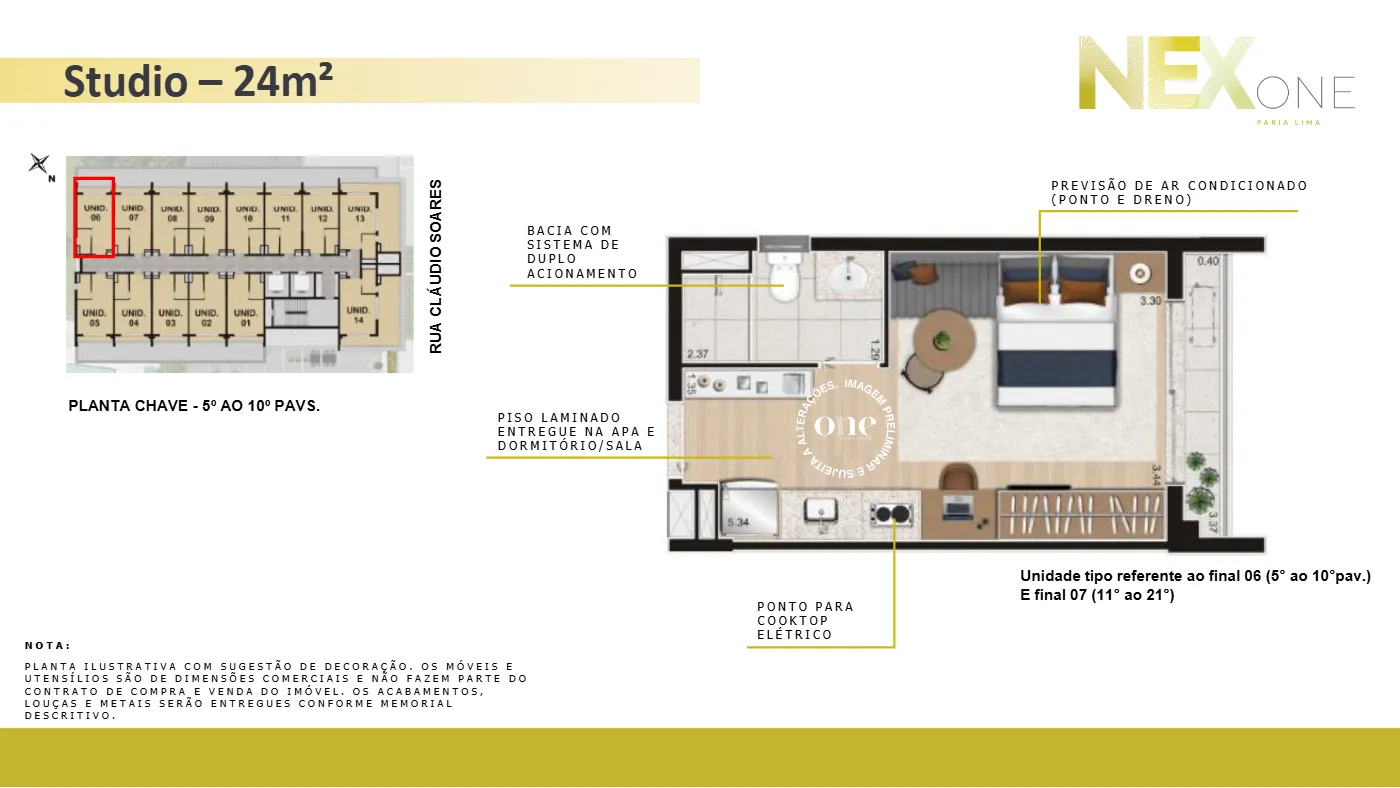 Studio – 24m²
NEX ONE
FARIA LIMA
N
UNID. 06
UNID. 07
UNID. 08
UNID. 09
UNID. 10
UNID. 11
UNID. 12
UNID. 13
UNID. 05
UNID. 04
UNID. 03
UNID. 02
UNID. 01
UNID. 14
RUA CLÁUDIO SOARES
PLANTA CHAVE - 5º AO 10º PAVS.
BACIA COM
SISTEMA DE
DUPLO
ACIONAMENTO
PREVISÃO DE AR CONDICIONADO
(PONTO E DRENO)
PISO LAMINADO
ENTREGUE NA APA E
DORMITÓRIO/SALA
0.40
3.30
2.37
1.29
1.35
IMAGEM PRELIMINAR E SUJEITA A ALTERAÇÕES.
one
3.44
5.34
3.37
PONTO PARA
COOKTOP
ELÉTRICO
Unidade tipo referente ao final 06 (5° ao 10°pav.)
E final 07 (11° ao 21°)
NOTA:
PLANTA ILUSTRATIVA COM SUGESTÃO DE DECORAÇÃO. OS MÓVEIS E
UTENSÍLIOS SÃO DE DIMENSÕES COMERCIAIS E NÃO FAZEM PARTE DO
CONTRATO DE COMPRA E VENDA DO IMÓVEL. OS ACABAMENTOS,
LOUÇAS E METAIS SERÃO ENTREGUES CONFORME MEMORIAL
DESCRITIVO.